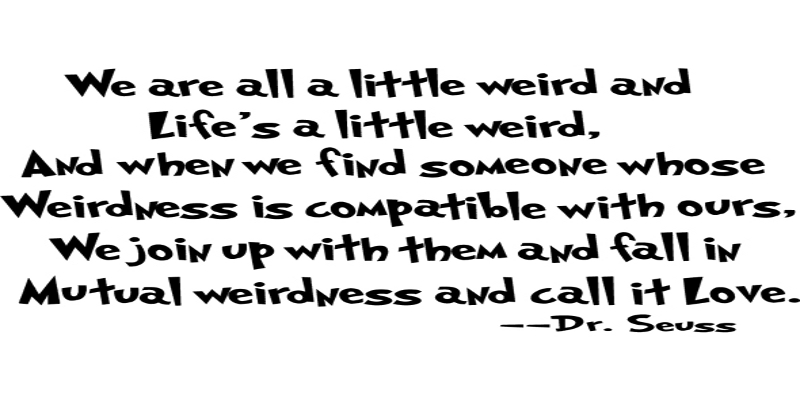 We are all a little weird and
Life's a little weird,
And when we find someone whose
Weirdness is compatible with ours,
We join up with them and fall in
Mutual weirdness and call it Love.
--Dr. Seuss